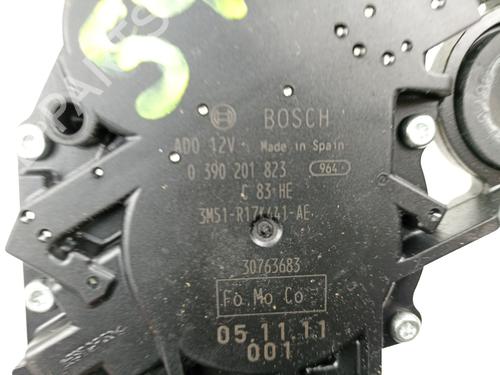 BOSCH
ADO 12V Made in Spain
0 390 201 823 964
C 83 HE
3M51-R17K441-AE
30763683
Fo Mo Co
05.11.11
001